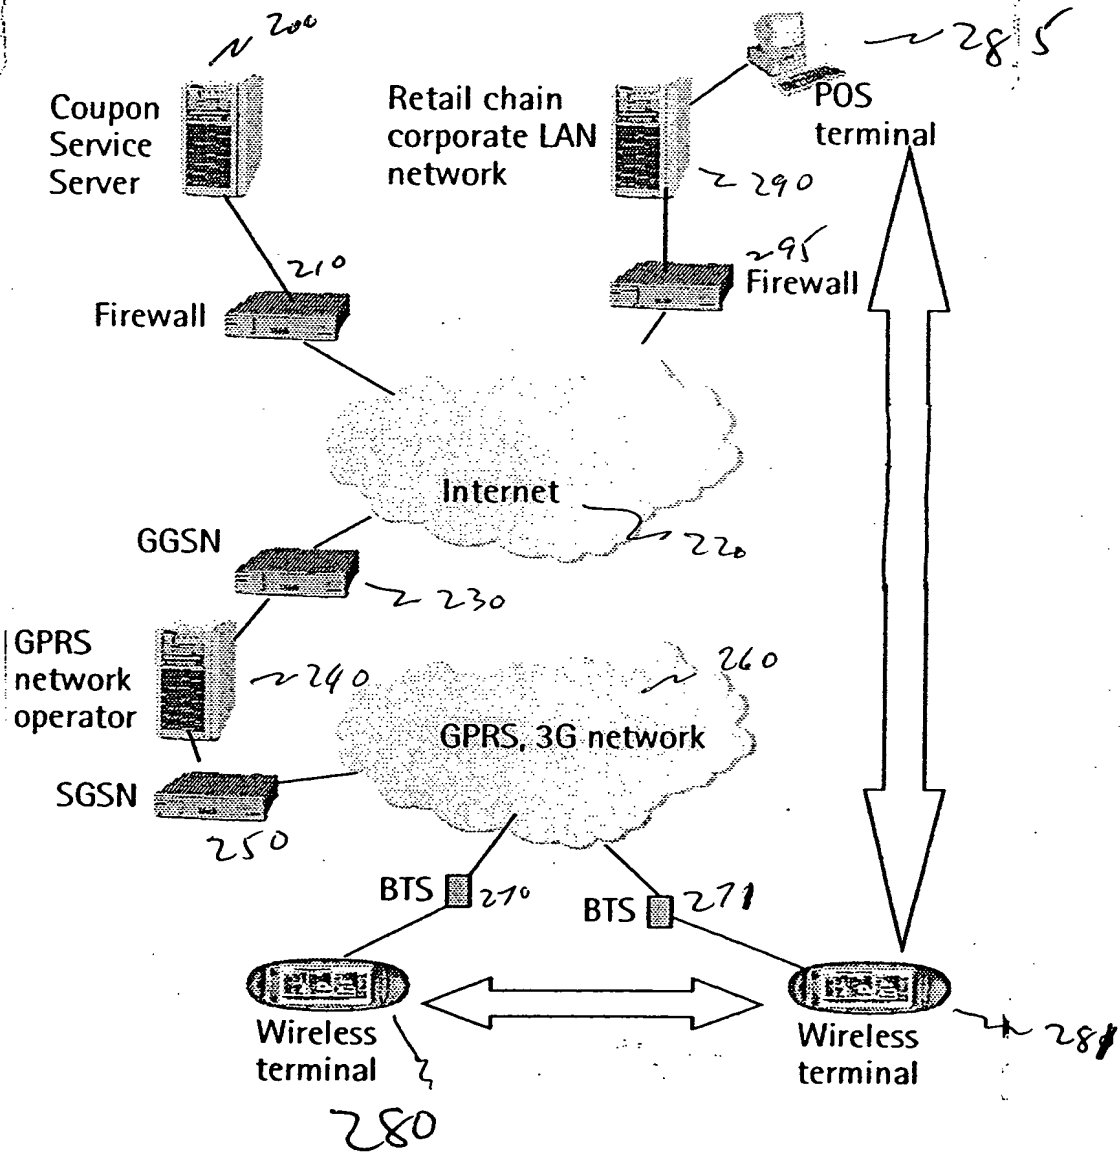 200
285
Coupon
Service
Server
Retail chain
corporate LAN
network
POS
terminal
290
210
295
Firewall
Firewall
Internet
220
GGSN
230
GPRS
network
operator
240
260
GPRS, 3G network
SGSN
250
BTS
270
BTS
271
Wireless
terminal
280
Wireless
terminal
281